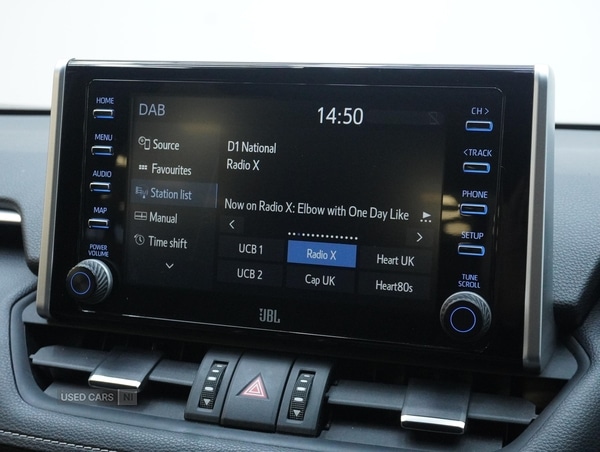 HOME
MENU
AUDIO
MAP
POWER
VOLUME
DAB
14:50
Source
Favourites
Station list
Manual
Time shift
D1 National
Radio X
Now on Radio X: Elbow with One Day Like
UCB 1
Radio X
Heart UK
UCB 2
Cap UK
Heart80s
CH >
< TRACK
PHONE
SETUP
TUNE
SCROLL
JBL
USED CARS NI